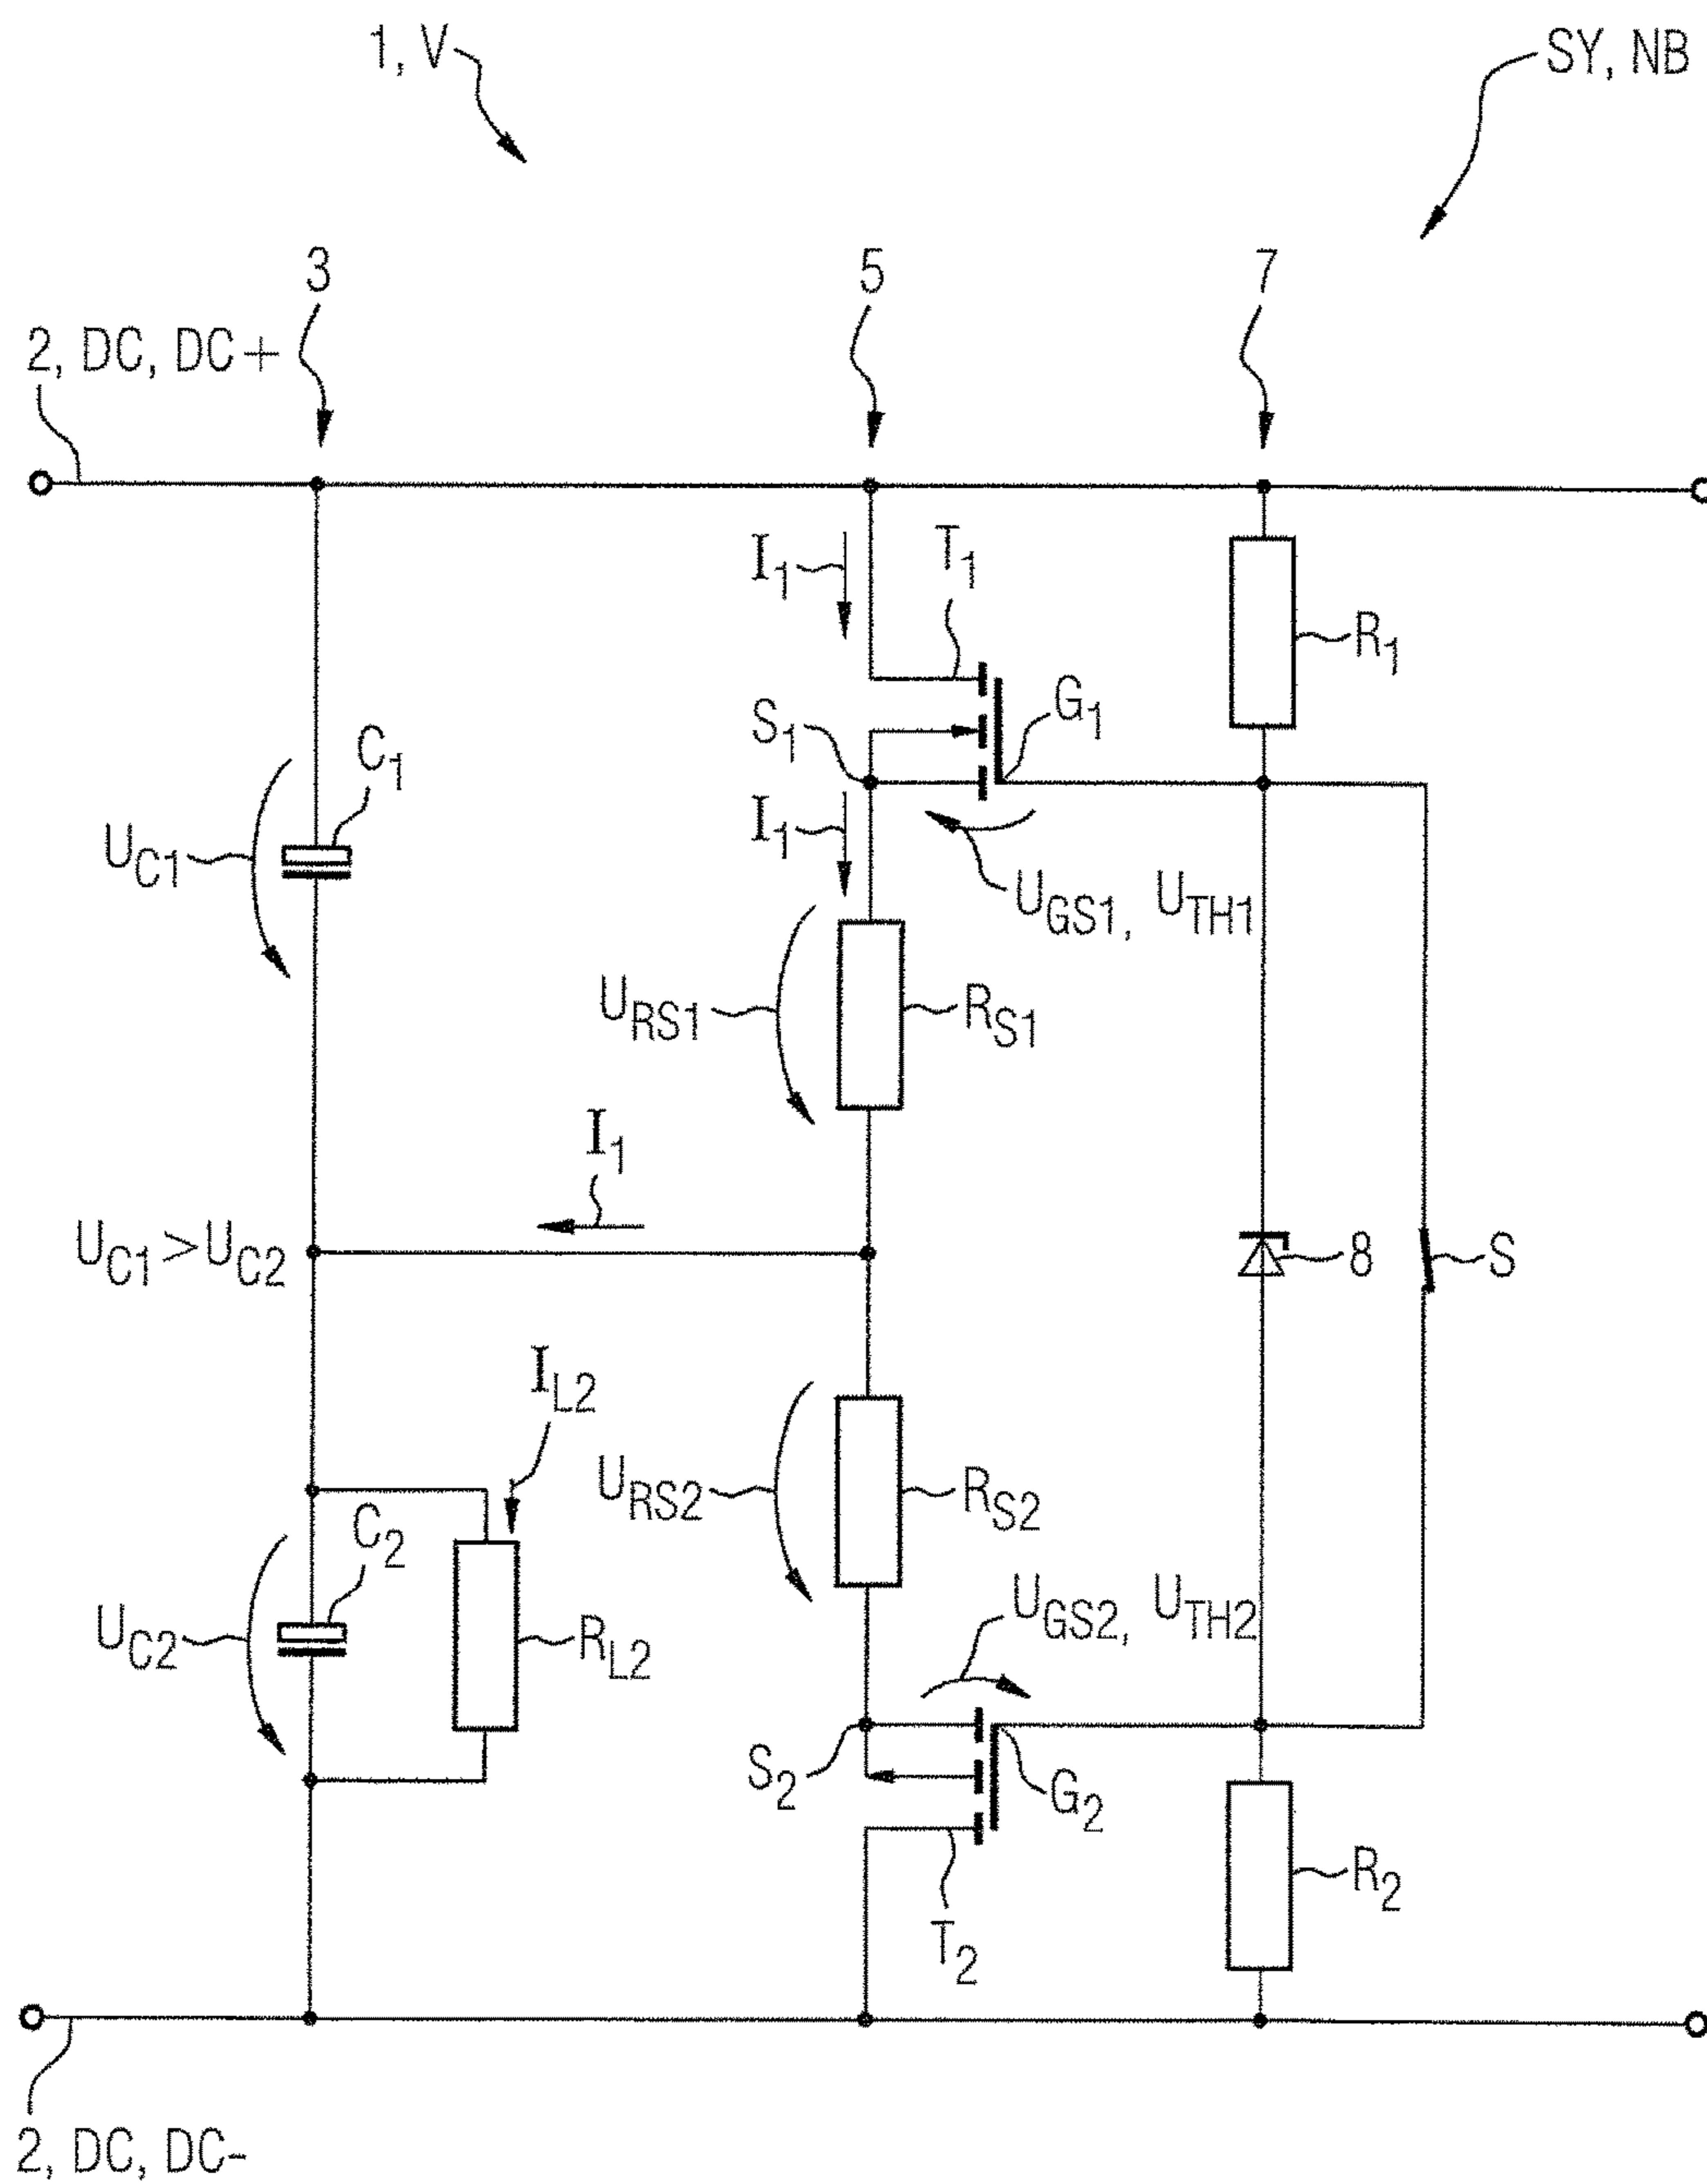 1, V
SY, NB
3
5
7
2, DC, DC+
I1
T1
R1
G1
S1
C1
UC1
I1
UGS1, UTH1
URS1
RS1
I1
UC1>UC2
8
S
IL2
URS2
RS2
C2
UGS2, UTH2
UC2
RL2
S2
G2
R2
T2
2, DC, DC-